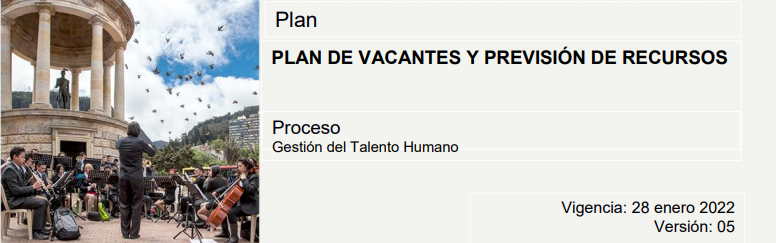 Plan
PLAN DE VACANTES Y PREVISIÓN DE RECURSOS
Proceso
Gestión del Talento Humano
Vigencia: 28 enero 2022
Versión: 05